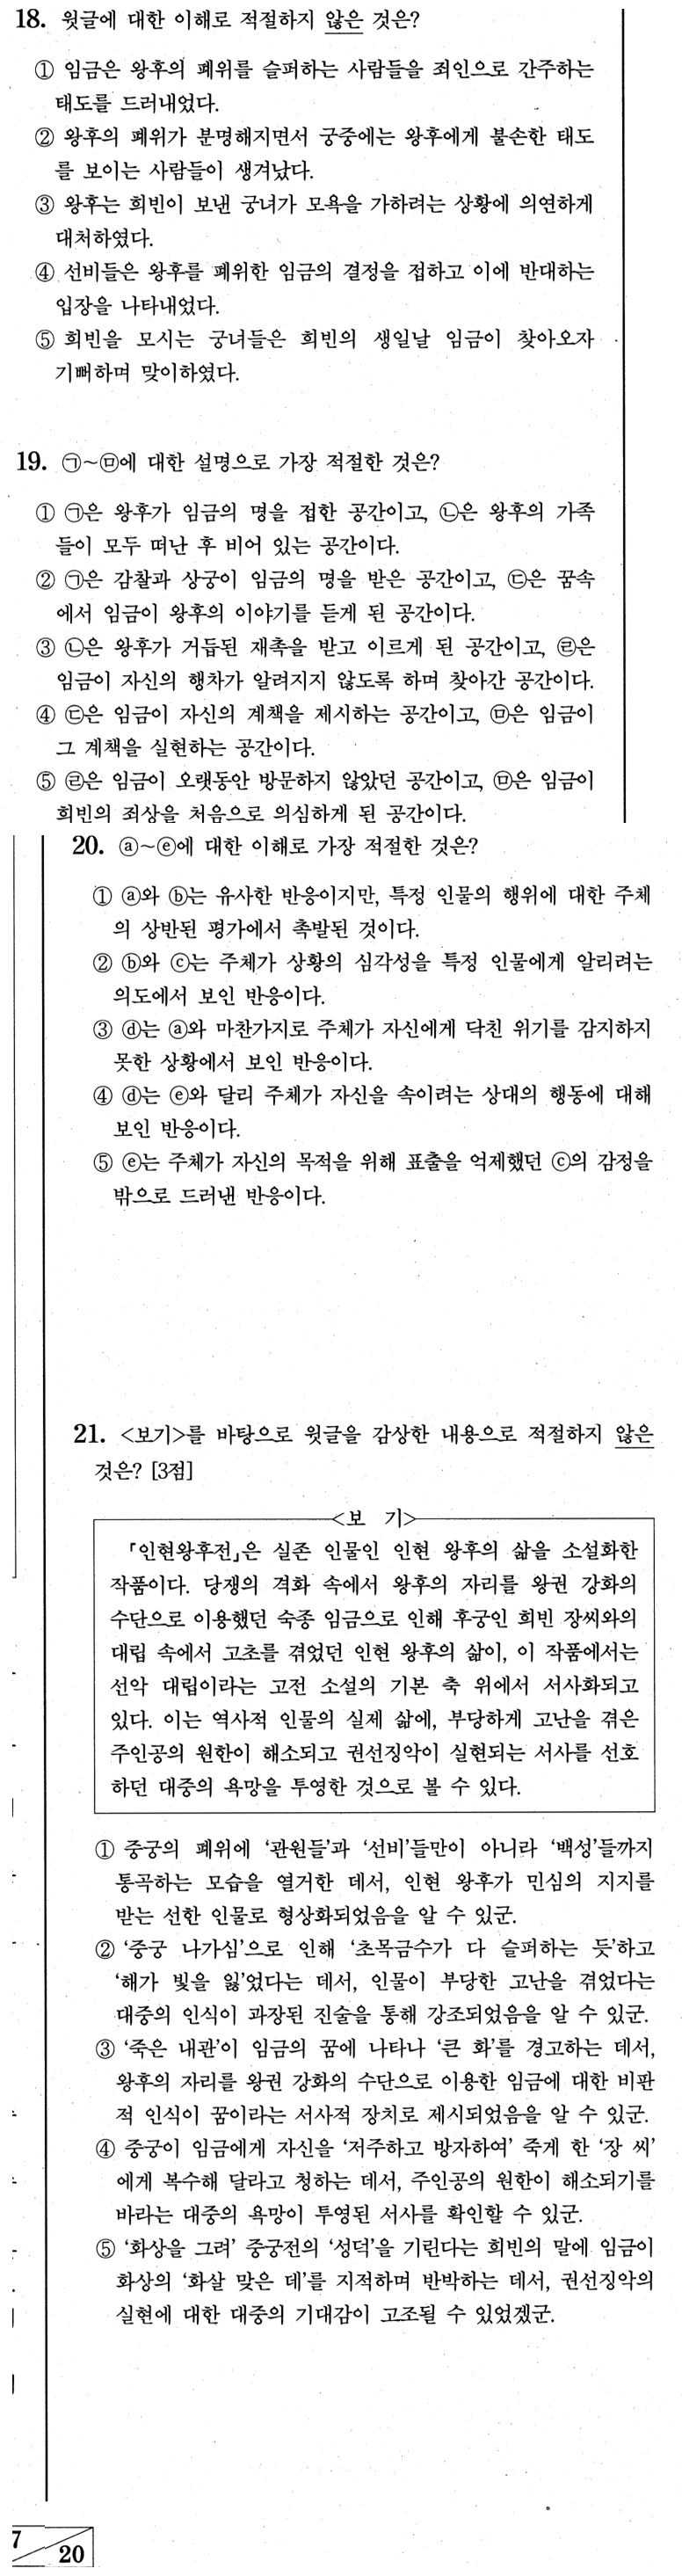 18. 윗글에 대한 이해로 적절하지 않은 것은?
① 임금은 왕후의 폐위를 슬퍼하는 사람들을 죄인으로 간주하는
태도를 드러내었다.
② 왕후의 폐위가 분명해지면서 궁중에는 왕후에게 불손한 태도
를 보이는 사람들이 생겨났다.
③ 왕후는 희빈이 보낸 궁녀가 모욕을 가하려는 상황에 의연하게
대처하였다.
④ 선비들은 왕후를 폐위한 임금의 결정을 접하고 이에 반대하는
입장을 나타내었다.
⑤ 희빈을 모시는 궁녀들은 희빈의 생일날 임금이 찾아오자
기뻐하며 맞이하였다.
19. ㉠~㉤에 대한 설명으로 가장 적절한 것은?
① ㉠은 왕후가 임금의 명을 접한 공간이고, ㉡은 왕후의 가족
들이 모두 떠난 후 비어 있는 공간이다.
② ㉠은 감찰과 상궁이 임금의 명을 받은 공간이고, ㉢은 꿈속
에서 임금이 왕후의 이야기를 듣게 된 공간이다.
③ ㉡은 왕후가 거듭된 재촉을 받고 이르게 된 공간이고, ㉣은
임금이 자신의 행차가 알려지지 않도록 하며 찾아간 공간이다.
④ ㉢은 임금이 자신의 계책을 제시하는 공간이고, ㉤은 임금이
그 계책을 실현하는 공간이다.
⑤ ㉣은 임금이 오랫동안 방문하지 않았던 공간이고, ㉤은 임금이
희빈의 죄상을 처음으로 의심하게 된 공간이다.
20. ⓐ~ⓔ에 대한 이해로 가장 적절한 것은?
① ⓐ와 ⓑ는 유사한 반응이지만, 특정 인물의 행위에 대한 주체
의 상반된 평가에서 촉발된 것이다.
② ⓑ와 ⓒ는 주체가 상황의 심각성을 특정 인물에게 알리려는
의도에서 보인 반응이다.
③ ⓓ는 ⓐ와 마찬가지로 주체가 자신에게 닥친 위기를 감지하지
못한 상황에서 보인 반응이다.
④ ⓓ는 ⓔ와 달리 주체가 자신을 속이려는 상대의 행동에 대해
보인 반응이다.
⑤ ⓔ는 주체가 자신의 목적을 위해 표출을 억제했던 ⓒ의 감정을
밖으로 드러낸 반응이다.
21. <보기>를 바탕으로 윗글을 감상한 내용으로 적절하지 않은
것은? [3점]
<보 기>
「인현왕후전」은 실존 인물인 인현 왕후의 삶을 소설화한
작품이다. 당쟁의 격화 속에서 왕후의 자리를 왕권 강화의
수단으로 이용했던 숙종 임금으로 인해 후궁인 희빈 장씨와의
대립 속에서 고초를 겪었던 인현 왕후의 삶이, 이 작품에서는
선악 대립이라는 고전 소설의 기본 축 위에서 서사화되고
있다. 이는 역사적 인물의 실제 삶에, 부당하게 고난을 겪은
주인공의 원한이 해소되고 권선징악이 실현되는 서사를 선호
하던 대중의 욕망을 투영한 것으로 볼 수 있다.
① 중궁의 폐위에 '관원들'과 '선비'들만이 아니라 '백성'들까지
통곡하는 모습을 열거한 데서, 인현 왕후가 민심의 지지를
받는 선한 인물로 형상화되었음을 알 수 있군.
② '중궁 나가심'으로 인해 '초목금수가 다 슬퍼하는 듯'하고
'해가 빛을 잃'었다는 데서, 인물이 부당한 고난을 겪었다는
대중의 인식이 과장된 진술을 통해 강조되었음을 알 수 있군.
③ '죽은 내관'이 임금의 꿈에 나타나 '큰 화'를 경고하는 데서,
왕후의 자리를 왕권 강화의 수단으로 이용한 임금에 대한 비판
적 인식이 꿈이라는 서사적 장치로 제시되었음을 알 수 있군.
④ 중궁이 임금에게 자신을 '저주하고 방자하여' 죽게 한 '장 씨'
에게 복수해 달라고 청하는 데서, 주인공의 원한이 해소되기를
바라는 대중의 욕망이 투영된 서사를 확인할 수 있군.
⑤ '화상을 그려' 중궁전의 '성덕'을 기린다는 희빈의 말에 임금이
화상의 '화살 맞은 데'를 지적하며 반박하는 데서, 권선징악의
실현에 대한 대중의 기대감이 고조될 수 있었겠군.
7
20